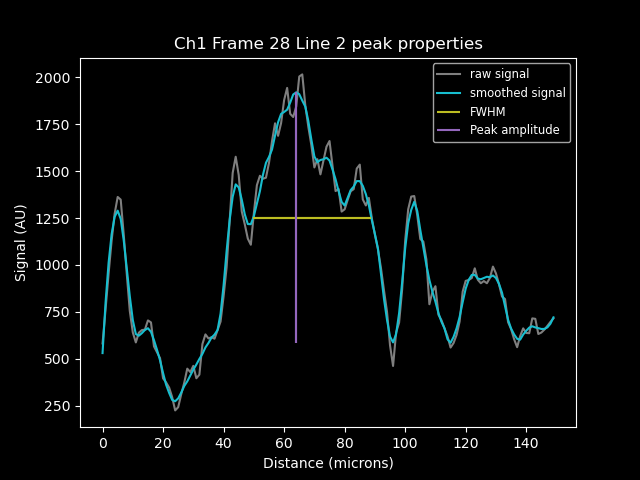 Ch1 Frame 28 Line 2 peak properties
raw signal
smoothed signal
FWHM
Peak amplitude
Signal (AU)
2000
1750
1500
1250
1000
750
500
250
0 20 40 60 80 100 120 140
Distance (microns)